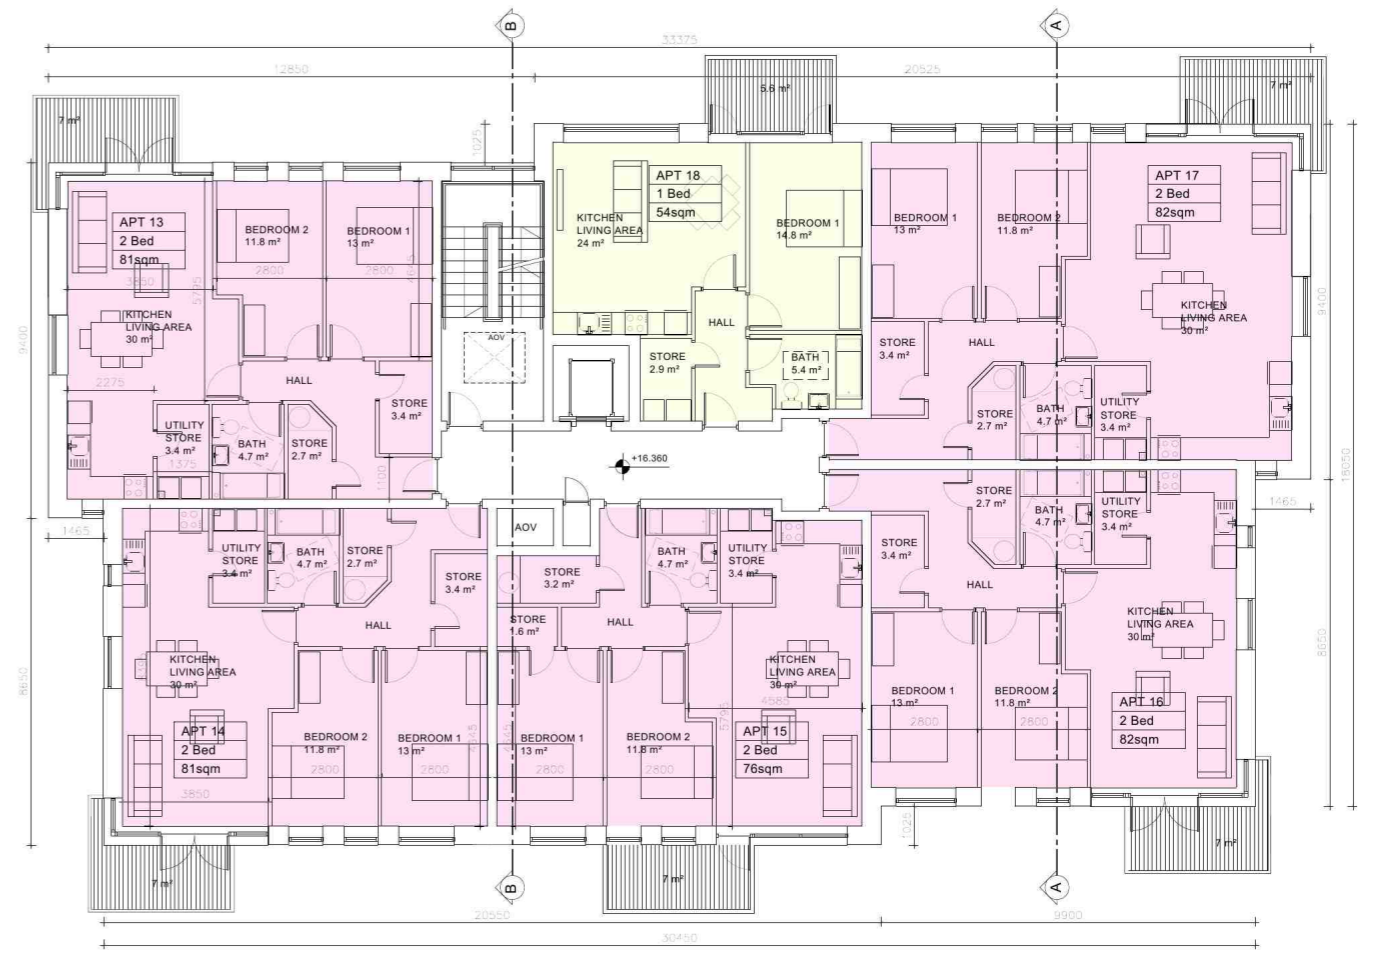 B
A
33375
12850
20525
7 m²
5.6 m²
7 m²
1025
APT 13
2 Bed
81sqm
3850
5795
KITCHEN
LIVING AREA
30 m²
2275
BEDROOM 2
11.8 m²
2800
BEDROOM 1
13 m²
2800
4645
HALL
STORE
3.4 m²
UTILITY
STORE
3.4 m²
1375
BATH
4.7 m²
STORE
2.7 m²
1100
AOV
APT 18
1 Bed
54sqm
KITCHEN
LIVING AREA
24 m²
BEDROOM 1
14.8 m²
HALL
STORE
2.9 m²
BATH
5.4 m²
BEDROOM 1
13 m²
BEDROOM 2
11.8 m²
APT 17
2 Bed
82sqm
KITCHEN
LIVING AREA
30 m²
STORE
3.4 m²
HALL
STORE
2.7 m²
BATH
4.7 m²
UTILITY
STORE
3.4 m²
9400
9400
18050
+16.360
1465
1465
UTILITY
STORE
3.4 m²
BATH
4.7 m²
STORE
2.7 m²
STORE
3.4 m²
HALL
KITCHEN
LIVING AREA
30 m²
APT 14
2 Bed
81sqm
3850
BEDROOM 2
11.8 m²
2800
BEDROOM 1
13 m²
2800
4645
AOV
STORE
3.2 m²
STORE
1.6 m²
HALL
BATH
4.7 m²
UTILITY
STORE
3.4 m²
KITCHEN
LIVING AREA
30 m²
4585
5795
APT 15
2 Bed
76sqm
BEDROOM 1
13 m²
2800
BEDROOM 2
11.8 m²
2800
STORE
2.7 m²
BATH
4.7 m²
UTILITY
STORE
3.4 m²
STORE
3.4 m²
HALL
KITCHEN
LIVING AREA
30 m²
BEDROOM 1
13 m²
2800
BEDROOM 2
11.8 m²
2800
APT 16
2 Bed
82sqm
8650
8650
1025
7 m²
7 m²
7 m²
B
A
20550
9900
30450